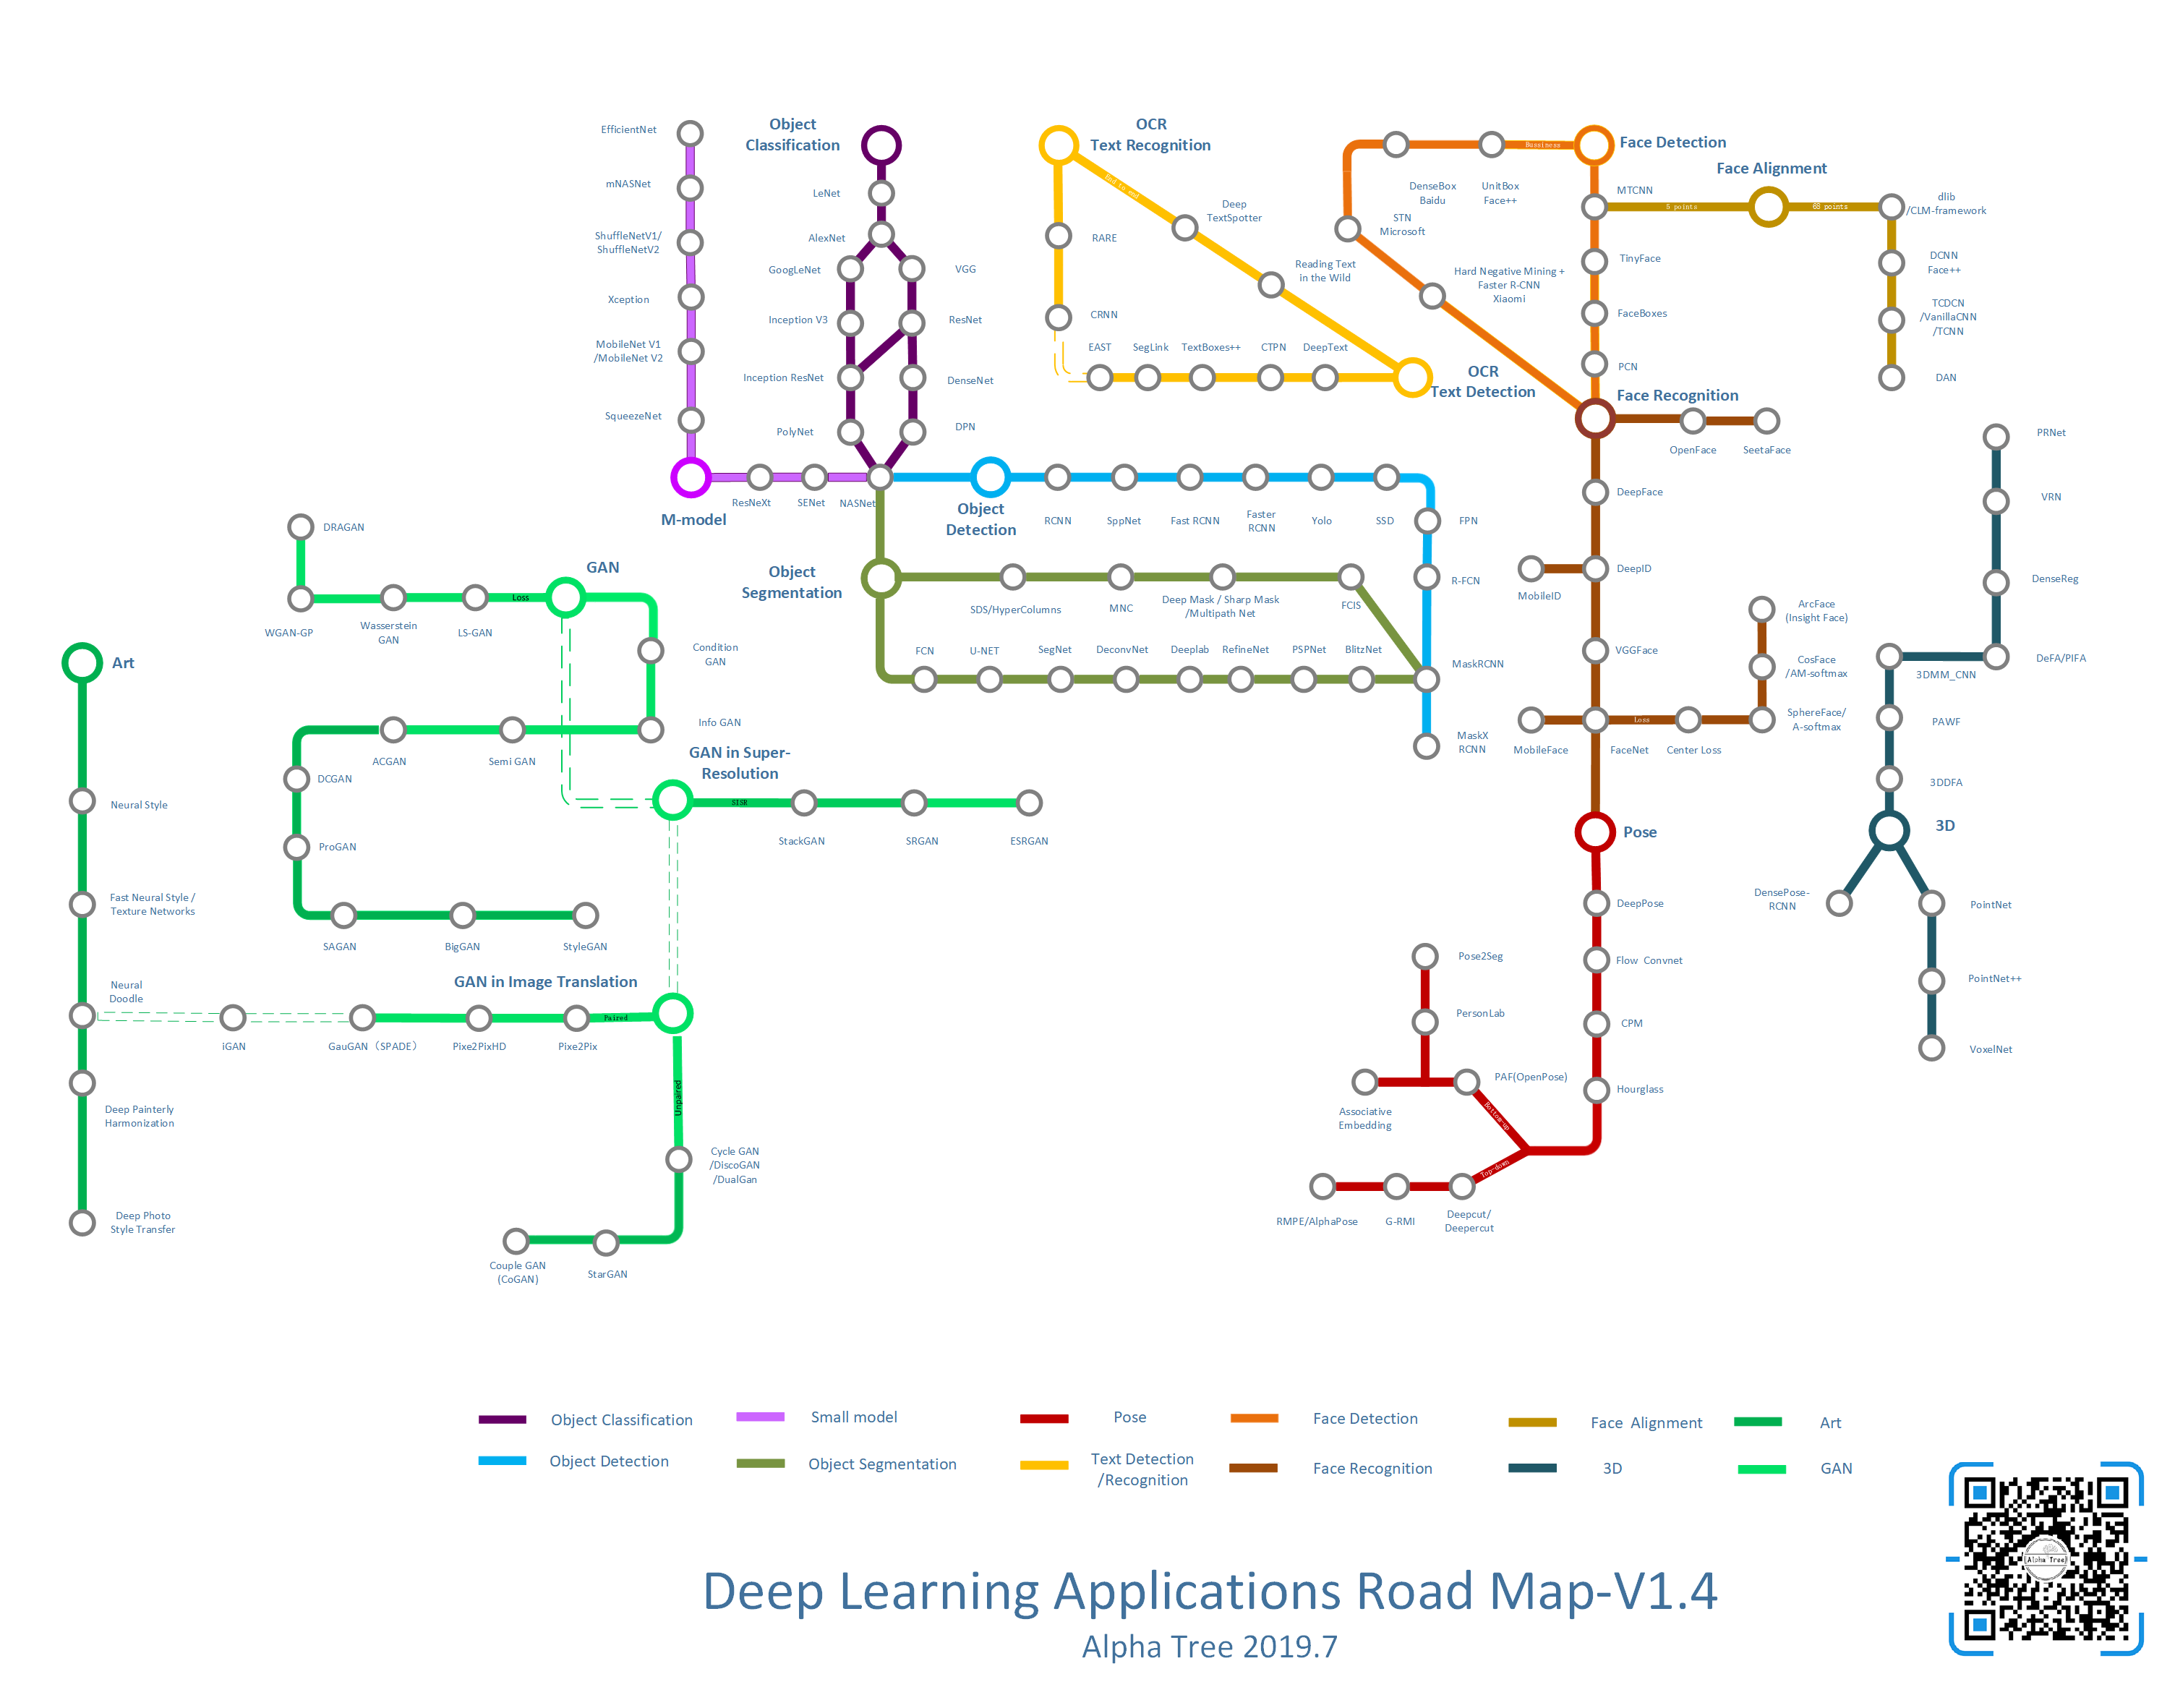 EfficientNet
mNASNet
ShuffleNetV1/
ShuffleNetV2
Xception
MobileNet V1
/MobileNet V2
SqueezeNet
M-model
ResNeXt
SENet
NASNet
Object
Classification
LeNet
AlexNet
GoogLeNet
VGG
Inception V3
ResNet
Inception ResNet
DenseNet
PolyNet
DPN
OCR
Text Recognition
End to end
RARE
CRNN
Deep
TextSpotter
Reading Text
in the Wild
EAST
SegLink
TextBoxes++
CTPN
DeepText
OCR
Text Detection
Face Detection
Bussiness
DenseBox
Baidu
UnitBox
Face++
STN
Microsoft
Hard Negative Mining +
Faster R-CNN
Xiaomi
MTCNN
TinyFace
FaceBoxes
PCN
Face Alignment
5 points
68 points
dlib
/CLM-framework
DCNN
Face++
TCDCN
/VanillaCNN
/TCNN
DAN
Face Recognition
OpenFace
SeetaFace
DeepFace
DeepID
MobileID
VGGFace
MobileFace
FaceNet
Loss
Center Loss
SphereFace/
A-softmax
CosFace
/AM-softmax
ArcFace
(Insight Face)
PRNet
VRN
DenseReg
DeFA/PIFA
3DMM_CNN
PAWF
3DDFA
3D
DensePose-
RCNN
PointNet
PointNet++
VoxelNet
Object
Detection
RCNN
SppNet
Fast RCNN
Faster
RCNN
Yolo
SSD
FPN
R-FCN
MaskRCNN
MaskX
RCNN
Object
Segmentation
SDS/HyperColumns
MNC
Deep Mask / Sharp Mask
/Multipath Net
FCIS
FCN
U-NET
SegNet
DeconvNet
Deeplab
RefineNet
PSPNet
BlitzNet
DRAGAN
WGAN-GP
Wasserstein
GAN
LS-GAN
Loss
GAN
Condition
GAN
Info GAN
Semi GAN
ACGAN
DCGAN
ProGAN
SAGAN
BigGAN
StyleGAN
GAN in Super-
Resolution
SISR
StackGAN
SRGAN
ESRGAN
Art
Neural Style
Fast Neural Style /
Texture Networks
Neural
Doodle
Deep Painterly
Harmonization
Deep Photo
Style Transfer
GAN in Image Translation
iGAN
GauGAN（SPADE）
Pixe2PixHD
Pixe2Pix
Paired
Unpaired
Cycle GAN
/DiscoGAN
/DualGan
StarGAN
Couple GAN
(CoGAN)
Pose
DeepPose
Flow Convnet
CPM
Hourglass
Pose2Seg
PersonLab
PAF(OpenPose)
Associative
Embedding
Bottom-up
Top-down
RMPE/AlphaPose
G-RMI
Deepcut/
Deepercut
Object Classification
Small model
Pose
Face Detection
Face Alignment
Art
Object Detection
Object Segmentation
Text Detection
/Recognition
Face Recognition
3D
GAN
Deep Learning Applications Road Map-V1.4
Alpha Tree 2019.7
Alpha Tree